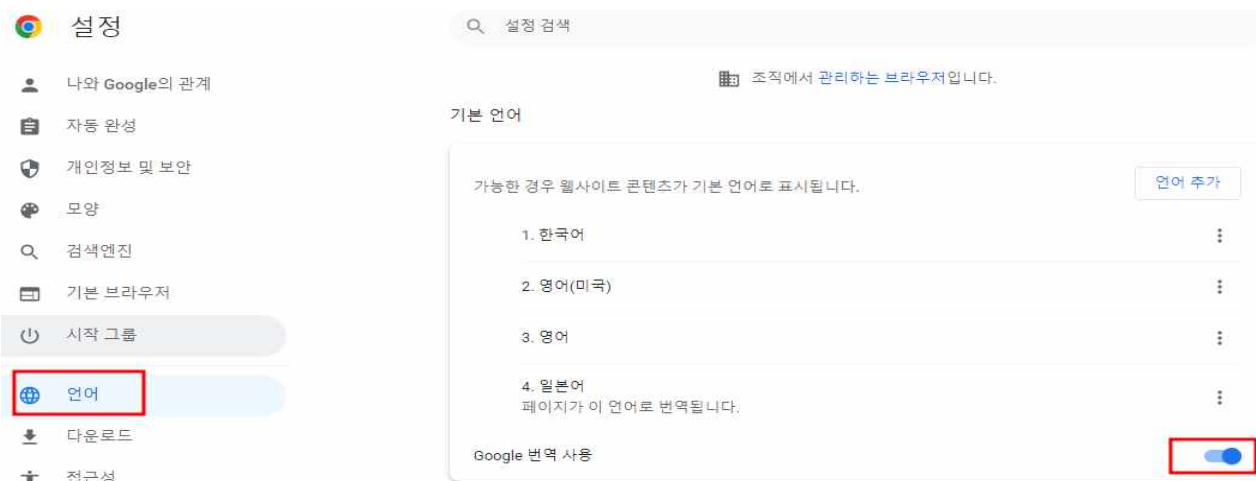 설정
설정 검색
나와 Google의 관계
자동 완성
개인정보 및 보안
모양
검색엔진
기본 브라우저
시작 그룹
언어
다운로드
접근성
조직에서 관리하는 브라우저입니다.
기본 언어
가능한 경우 웹사이트 콘텐츠가 기본 언어로 표시됩니다.
언어 추가
1. 한국어
2. 영어(미국)
3. 영어
4. 일본어
페이지가 이 언어로 번역됩니다.
Google 번역 사용